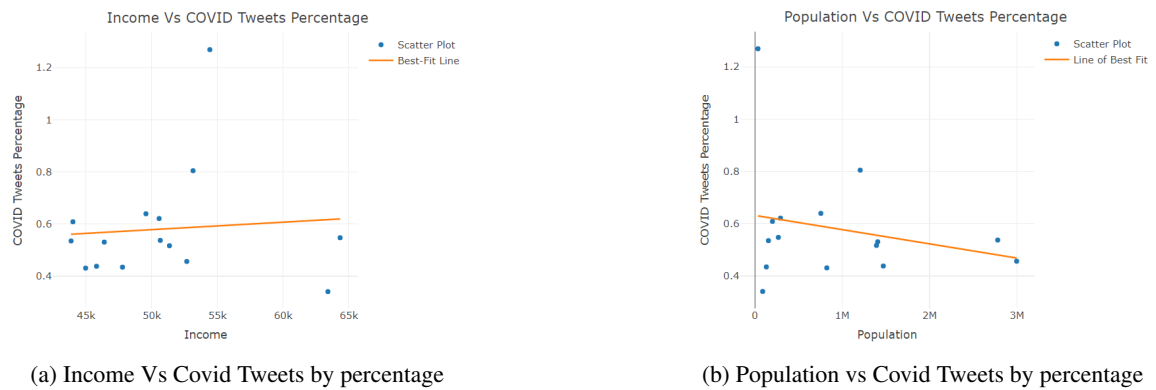 Income Vs COVID Tweets Percentage
Scatter Plot
Best-Fit Line
COVID Tweets Percentage
1.2
1
0.8
0.6
0.4
45k 50k 55k 60k 65k
Income
(a) Income Vs Covid Tweets by percentage
Population Vs COVID Tweets Percentage
Scatter Plot
Line of Best Fit
COVID Tweets Percentage
1.2
1
0.8
0.6
0.4
0 1M 2M 3M
Population
(b) Population vs Covid Tweets by percentage